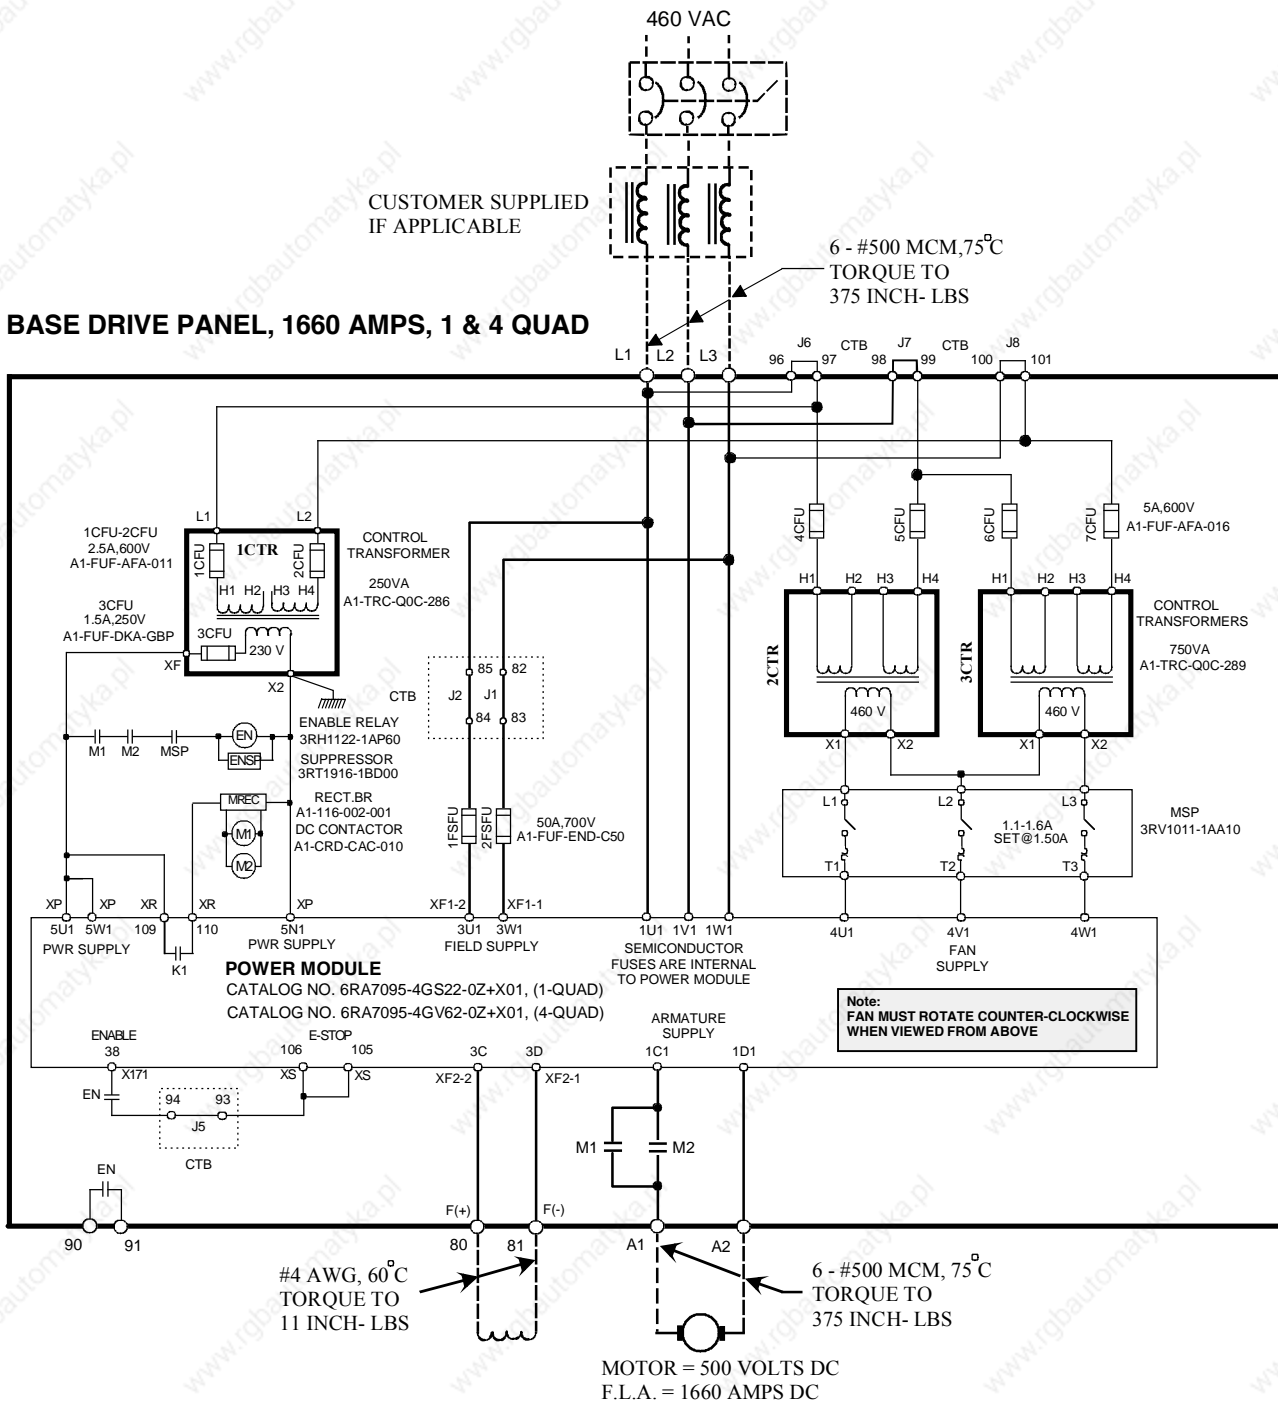 460 VAC
CUSTOMER SUPPLIED
IF APPLICABLE
6 - #500 MCM,75°C
TORQUE TO
375 INCH- LBS
BASE DRIVE PANEL, 1660 AMPS, 1 & 4 QUAD
L1 L2 L3
J6 CTB J7 CTB J8
96 97 98 99 100 101
L1 L2
1CFU-2CFU
2.5A,600V
A1-FUF-AFA-011
1CTR
1CFU
2CFU
CONTROL
TRANSFORMER
250VA
A1-TRC-Q0C-286
H1 H2 H3 H4
3CFU
1.5A,250V
A1-FUF-DKA-GBP
3CFU
230 V
XF
X2
4CFU
5CFU
6CFU
7CFU
5A,600V
A1-FUF-AFA-016
H1 H2 H3 H4
H1 H2 H3 H4
2CTR
3CTR
460 V
460 V
CONTROL
TRANSFORMERS
750VA
A1-TRC-Q0C-289
X1 X2
X1 X2
85 82
CTB J2 J1
84 83
M1 M2 MSP
EN
ENSP
ENABLE RELAY
3RH1122-1AP60
SUPPRESSOR
3RT1916-1BD00
MREC
M1
M2
RECT.BR
A1-116-002-001
DC CONTACTOR
A1-CRD-CAC-010
1FSFU
2FSFU
50A,700V
A1-FUF-END-C50
L1 L2 L3
1.1-1.6A
SET@1.50A
T1 T2 T3
MSP
3RV1011-1AA10
XP XP XR XR XP XF1-2 XF1-1
5U1 5W1 109 110 5N1 3U1 3W1 1U1 1V1 1W1 4U1 4V1 4W1
PWR SUPPLY
K1
PWR SUPPLY
FIELD SUPPLY
SEMICONDUCTOR
FUSES ARE INTERNAL
TO POWER MODULE
FAN
SUPPLY
POWER MODULE
CATALOG NO. 6RA7095-4GS22-0Z+X01, (1-QUAD)
CATALOG NO. 6RA7095-4GV62-0Z+X01, (4-QUAD)
Note:
FAN MUST ROTATE COUNTER-CLOCKWISE
WHEN VIEWED FROM ABOVE
ENABLE
38
E-STOP
106 105
3C 3D
ARMATURE
SUPPLY
1C1 1D1
X171 XS XS XF2-2 XF2-1
EN
94 93
J5
CTB
M1 M2
EN
F(+) F(-)
90 91 80 81 A1 A2
#4 AWG, 60°C
TORQUE TO
11 INCH- LBS
6 - #500 MCM, 75°C
TORQUE TO
375 INCH- LBS
MOTOR = 500 VOLTS DC
F.L.A. = 1660 AMPS DC
www.rgbautomatyka.pl